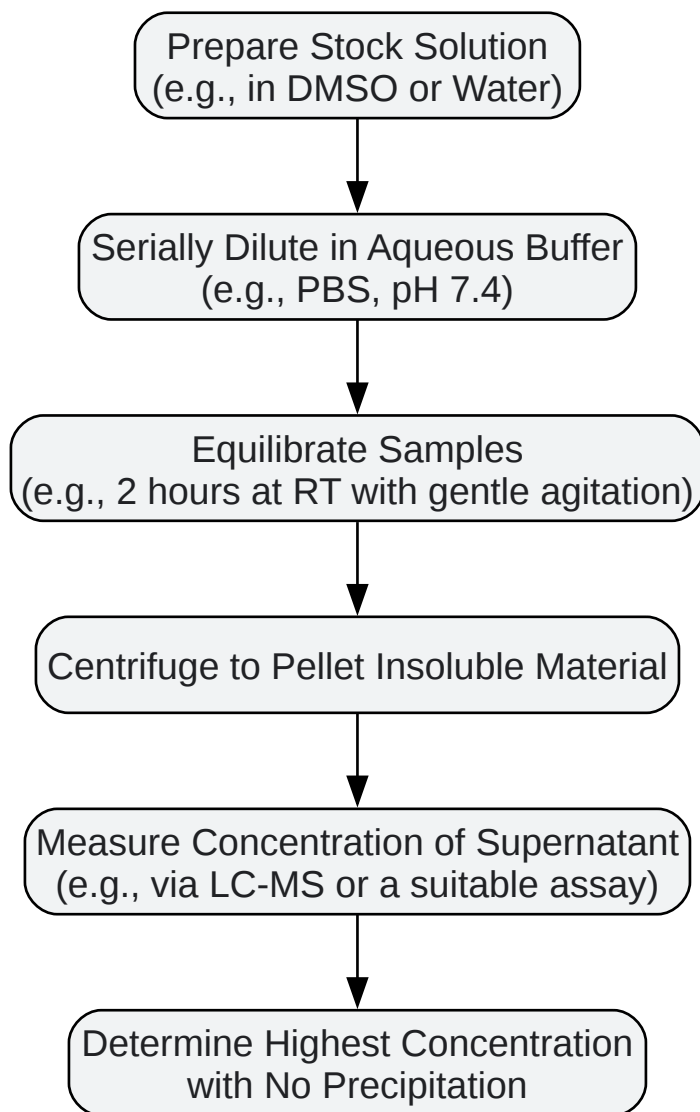 Prepare Stock Solution
(e.g., in DMSO or Water)
Serially Dilute in Aqueous Buffer
(e.g., PBS, pH 7.4)
Equilibrate Samples
(e.g., 2 hours at RT with gentle agitation)
Centrifuge to Pellet Insoluble Material
Measure Concentration of Supernatant
(e.g., via LC-MS or a suitable assay)
Determine Highest Concentration
with No Precipitation